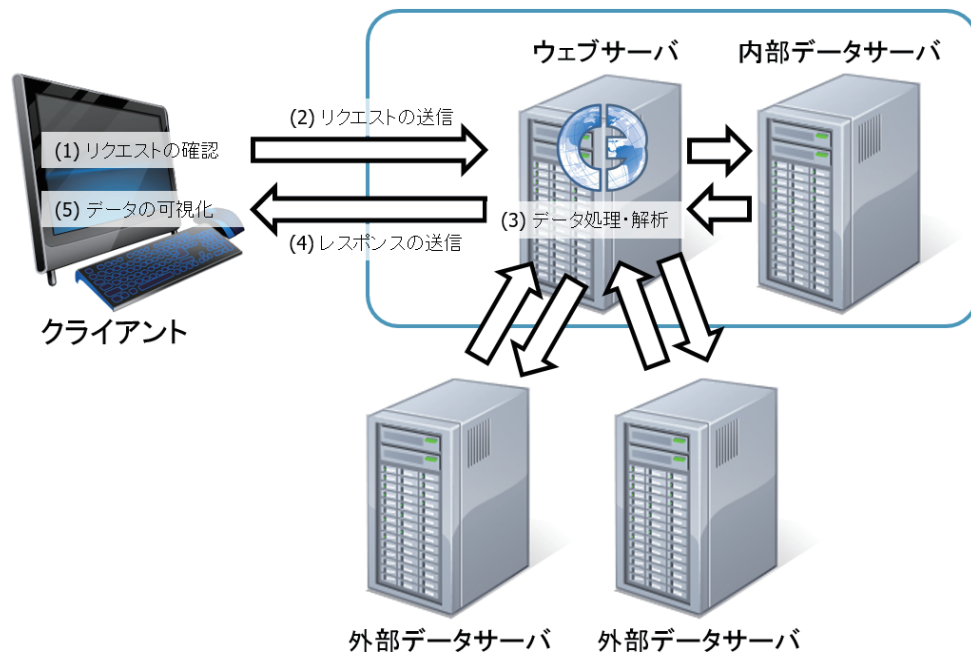 ウェブサーバ
内部データサーバ
(2) リクエストの送信
(1) リクエストの確認
(5) データの可視化
(3) データ処理・解析
(4) レスポンスの送信
クライアント
外部データサーバ
外部データサーバ